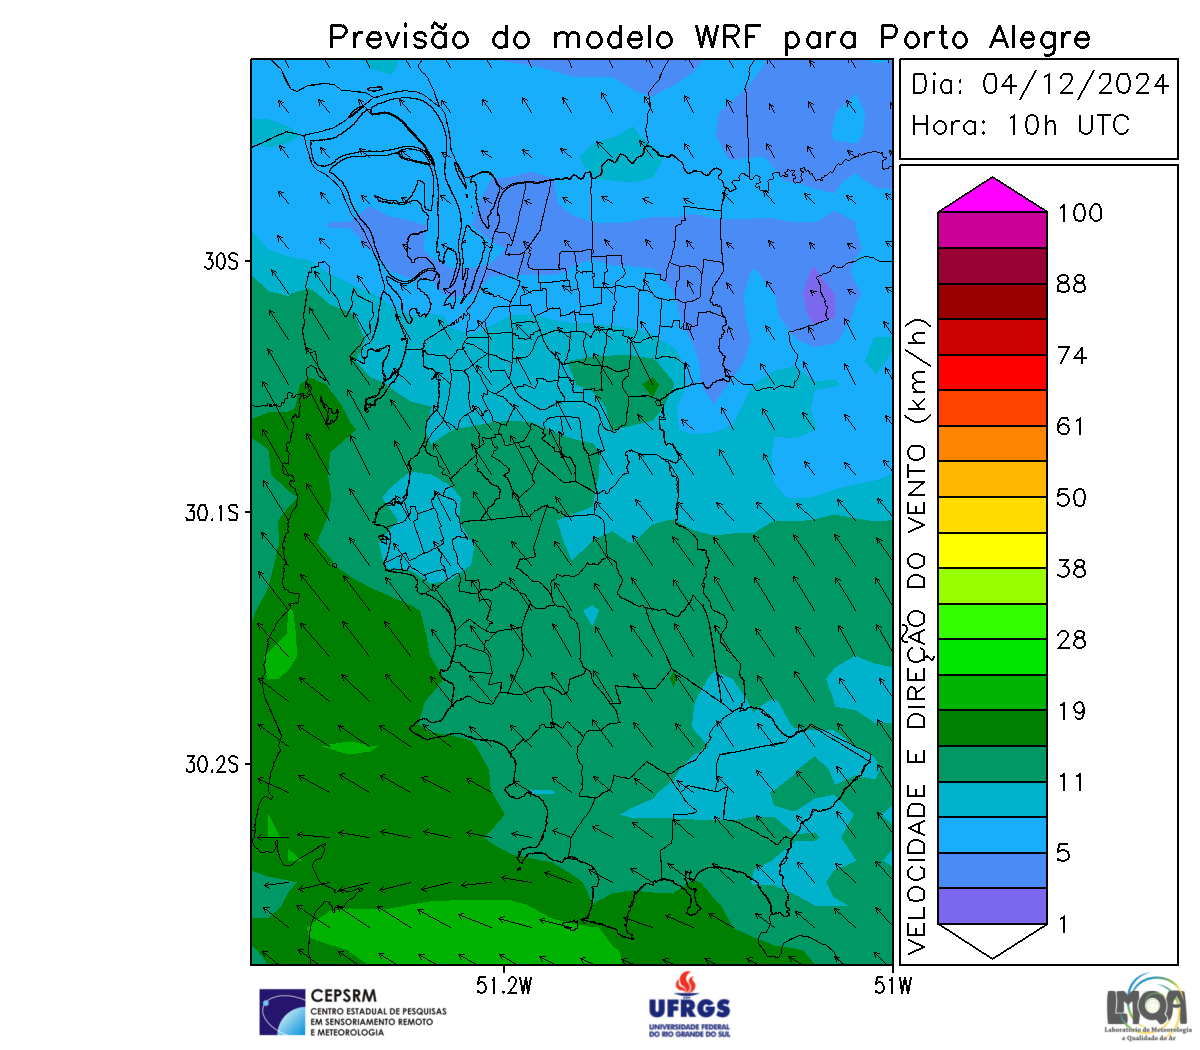 Previsão do modelo WRF para Porto Alegre
Dia: 04/12/2024
Hora: 10h UTC
30S
30.1S
30.2S
51.2W
51W
VELOCIDADE E DIREÇÃO DO VENTO (km/h)
100
88
74
61
50
38
28
19
11
5
1
CEPSRM
CENTRO ESTADUAL DE PESQUISAS
EM SENSORIAMENTO REMOTO
E METEOROLOGIA
UFRGS
UNIVERSIDADE FEDERAL
DO RIO GRANDE DO SUL
LMQA
Laboratório de Meteorologia
e Qualidade do Ar